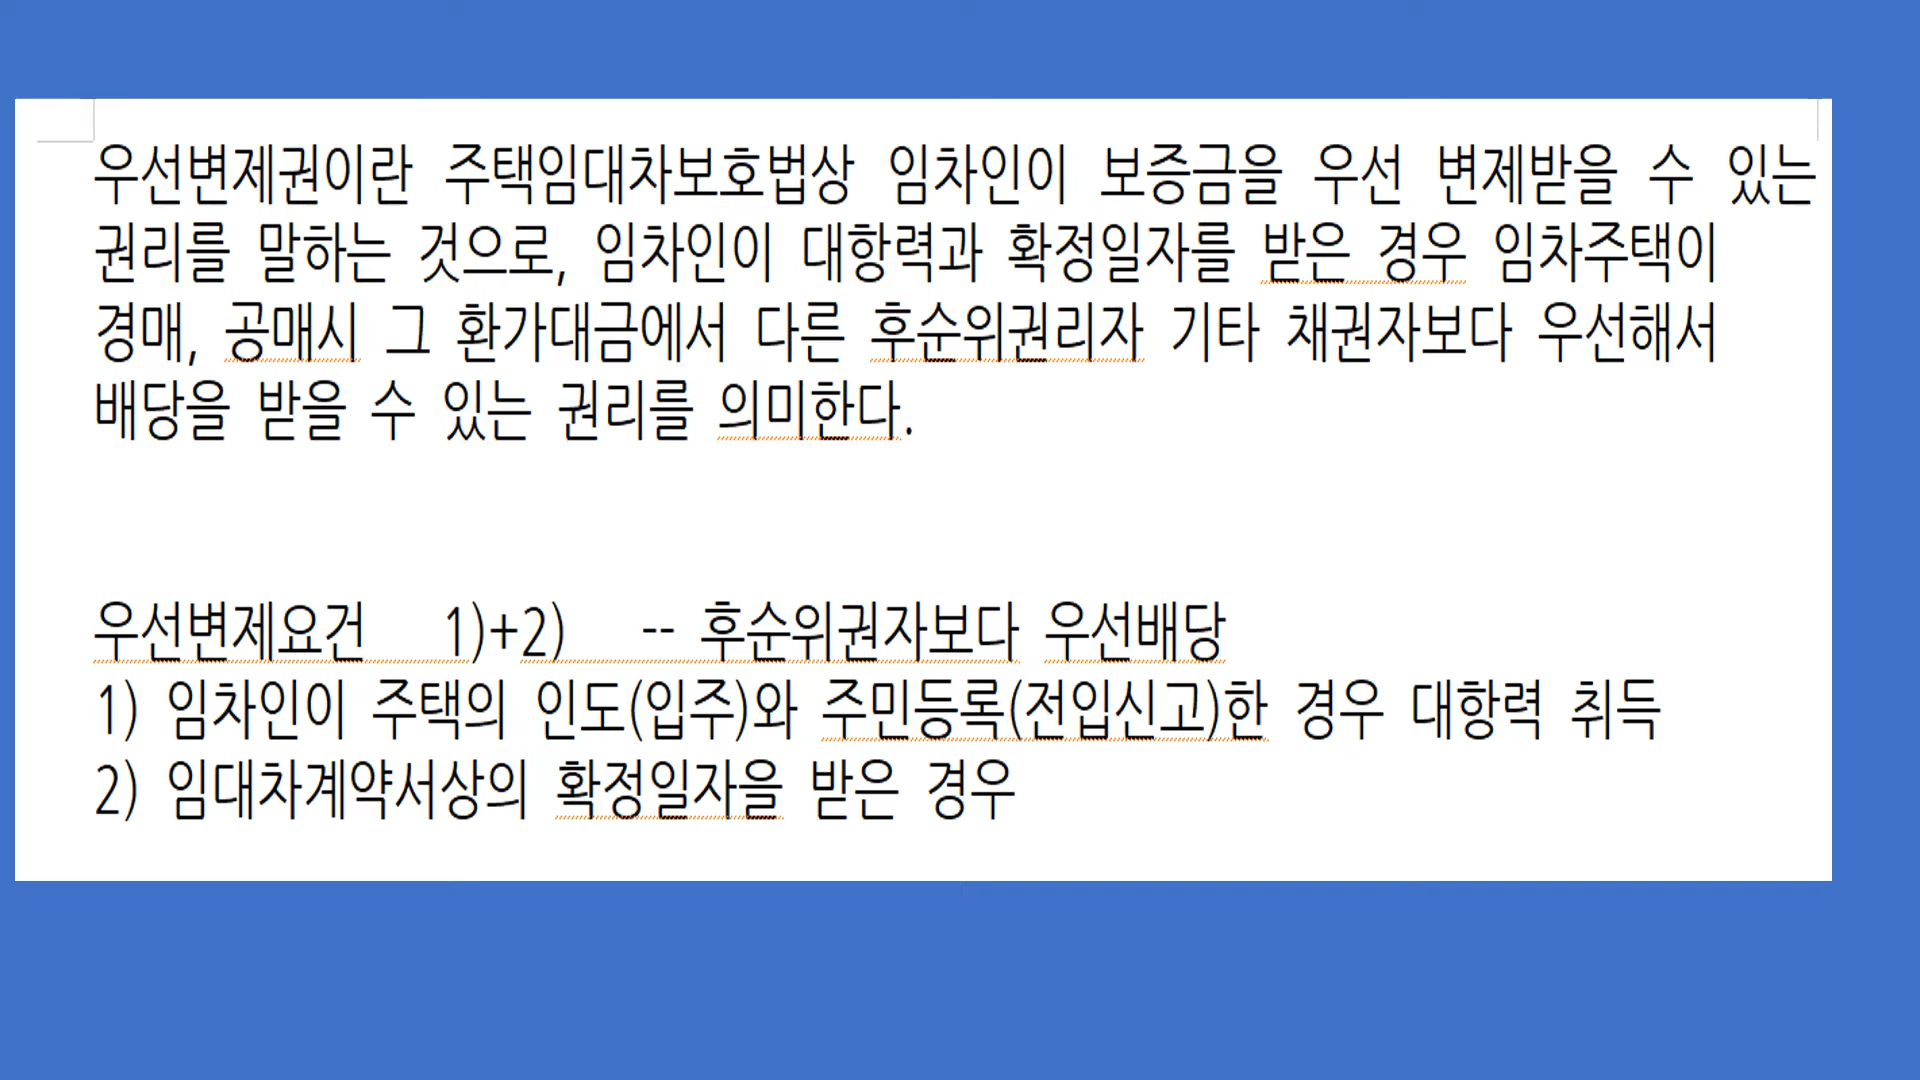 우선변제권이란 주택임대차보호법상 임차인이 보증금을 우선 변제받을 수 있는
권리를 말하는 것으로, 임차인이 대항력과 확정일자를 받은 경우 임차주택이
경매, 공매시 그 환가대금에서 다른 후순위권리자 기타 채권자보다 우선해서
배당을 받을 수 있는 권리를 의미한다.
우선변제요건 1)+2) -- 후순위권자보다 우선배당
1) 임차인이 주택의 인도(입주)와 주민등록(전입신고)한 경우 대항력 취득
2) 임대차계약서상의 확정일자을 받은 경우